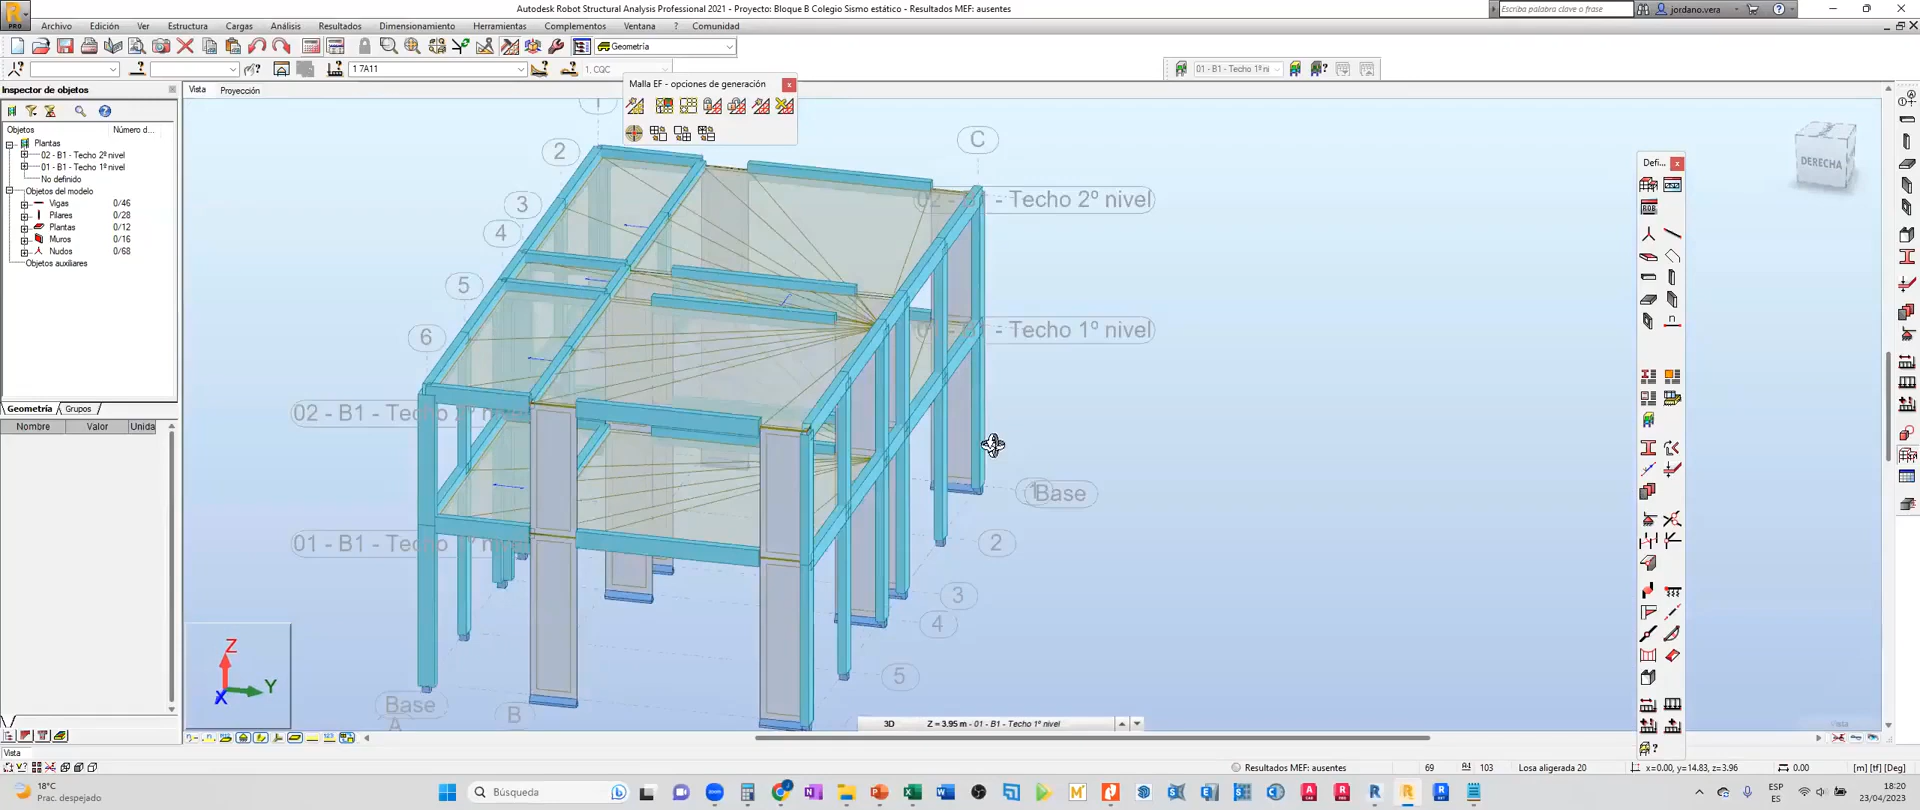 Autodesk Robot Structural Analysis Professional 2021 - Proyecto: Bloque B Colegio Sismo estático - Resultados MEF: ausentes
Escriba palabra clave o frase
jordano.vera
PRO
Archivo Edición Ver Estructura Cargas Análisis Resultados Dimensionamiento Herramientas Complementos Ventana Comunidad
Geometría
1 7A11
1. CQC
01 - B1 - Techo 1º ni
Malla EF - opciones de generación
Inspector de objetos
Vista
Proyección
Objetos Número d...
Plantas
02 - B1 - Techo 2º nivel
01 - B1 - Techo 1º nivel
No definido
Objetos del modelo
Vigas 0/46
Pilares 0/28
Plantas 0/12
Muros 0/16
Nudos 0/68
Objetos auxiliares
Geometría Grupos
Nombre Valor Unida
C
2
3
4
5
6
- Techo 2º nivel
- Techo 1º nivel
02 - B1 - Techo
01 - B1 - Techo
Base
2
3
4
5
Base
A
B
Z
Y
X
DERECHA
Defi...
3D Z = 3.95 m - 01 - B1 - Techo 1º nivel
Vista
Vista
Resultados MEF: ausentes 69 103 Losa aligerada 20 x=0.00, y=14.83, z=3.96 0.00 [m] [tf] [Deg]
18°C
Prac. despejado
Búsqueda
ESP
ES
18:20
23/04/2023